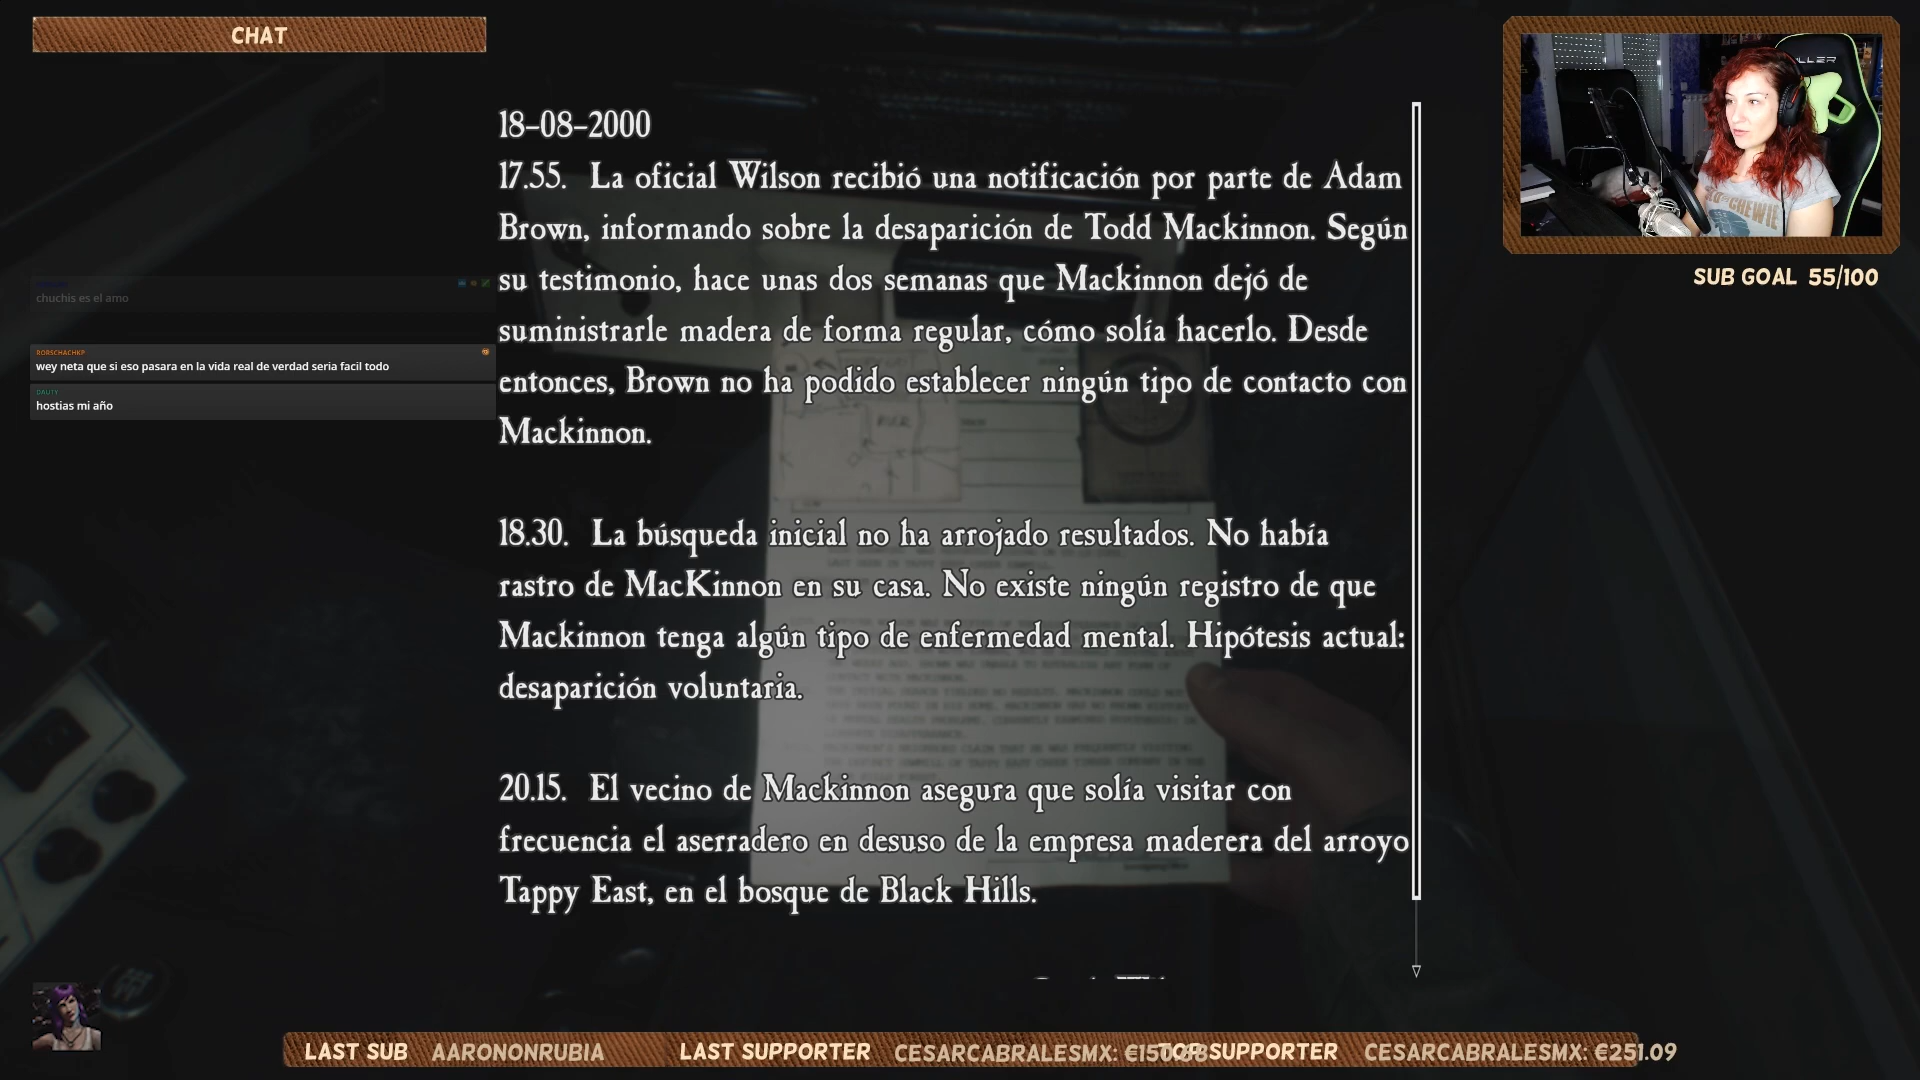 CHAT
SUB GOAL 55/100
chuchis es el amo
RORSCHACHKP
wey neta que si eso pasara en la vida real de verdad seria facil todo
DAUTY
hostias mi año
18-08-2000
17.55. La oficial Wilson recibió una notificación por parte de Adam
Brown, informando sobre la desaparición de Todd Mackinnon. Según
su testimonio, hace unas dos semanas que Mackinnon dejó de
suministrarle madera de forma regular, cómo solía hacerlo. Desde
entonces, Brown no ha podido establecer ningún tipo de contacto con
Mackinnon.
18.30. La búsqueda inicial no ha arrojado resultados. No había
rastro de MacKinnon en su casa. No existe ningún registro de que
Mackinnon tenga algún tipo de enfermedad mental. Hipótesis actual:
desaparición voluntaria.
20.15. El vecino de Mackinnon asegura que solía visitar con
frecuencia el aserradero en desuso de la empresa maderera del arroyo
Tappy East, en el bosque de Black Hills.
LAST SUB AARONONRUBIA LAST SUPPORTER CESARCABRALESMX: TOP SUPPORTER CESARCABRALESMX: €251.09